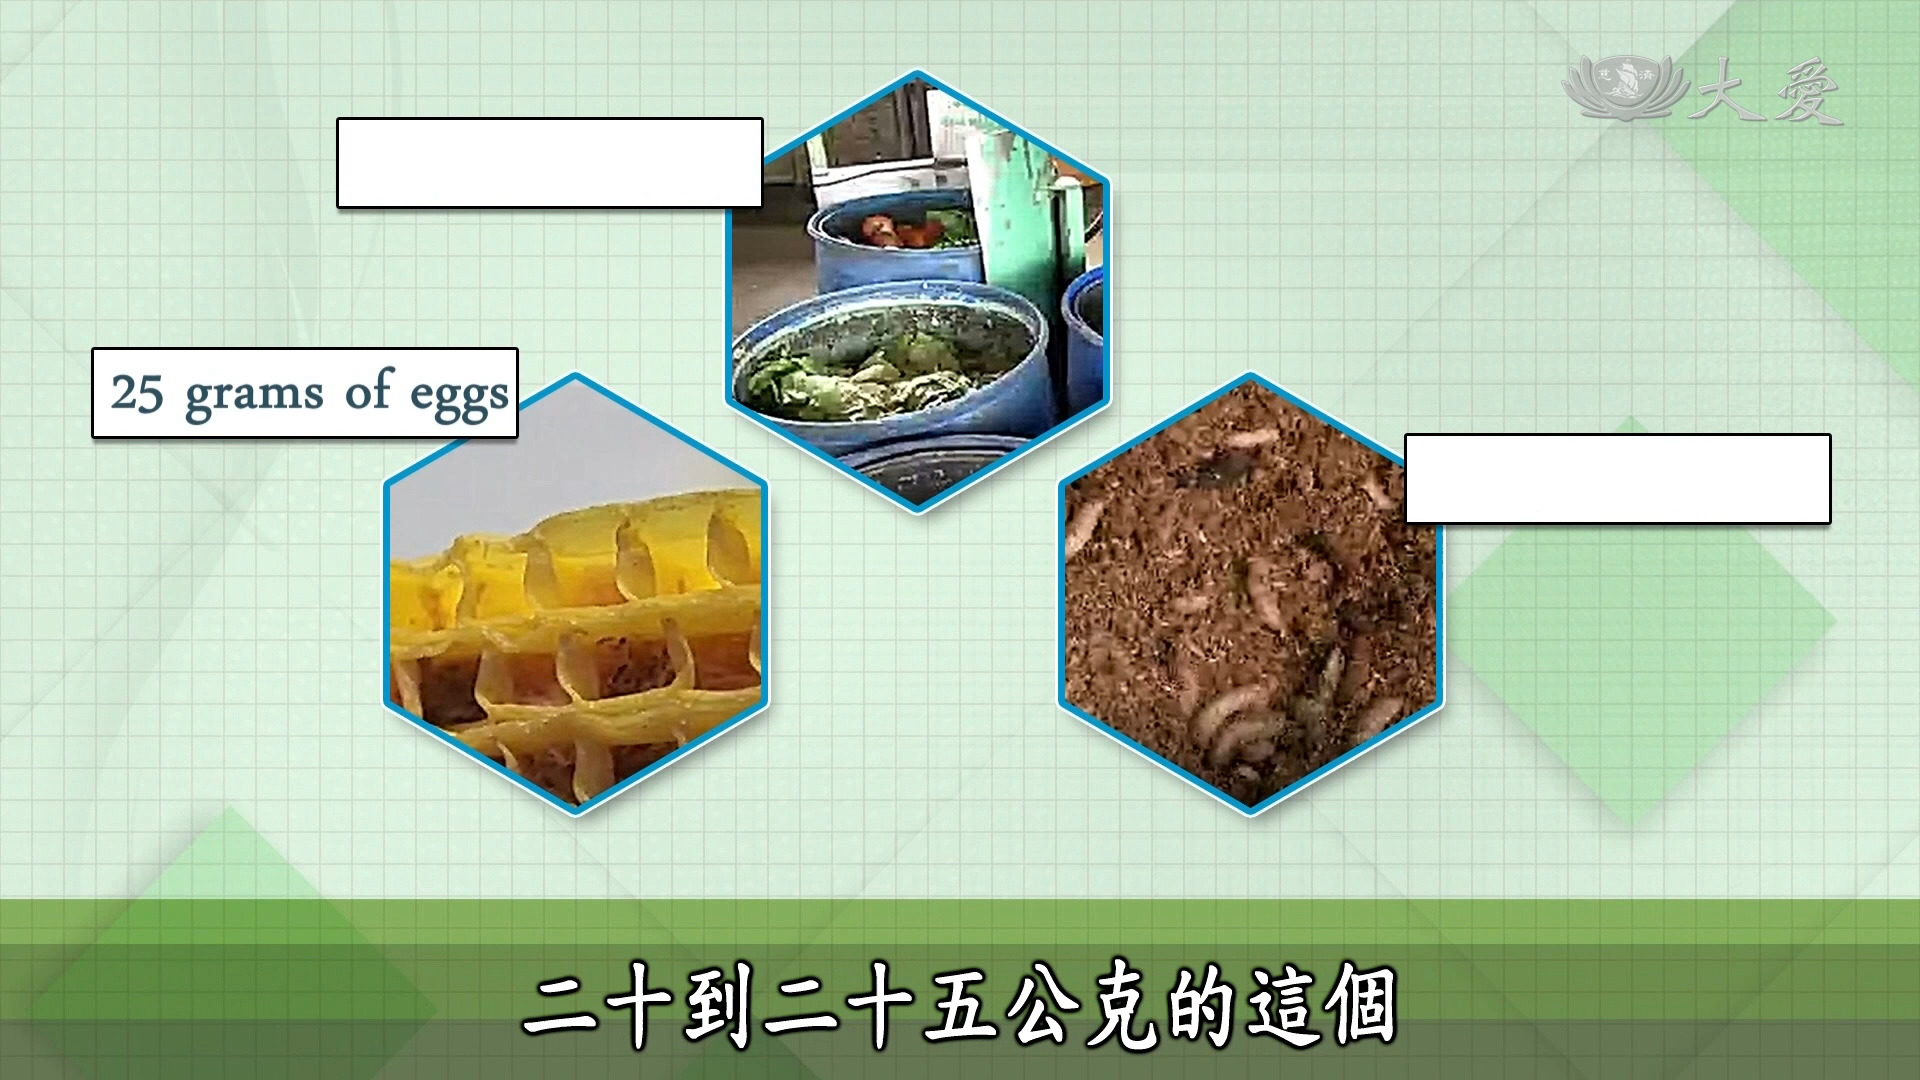 大愛
25 grams of eggs
二十到二十五公克的這個